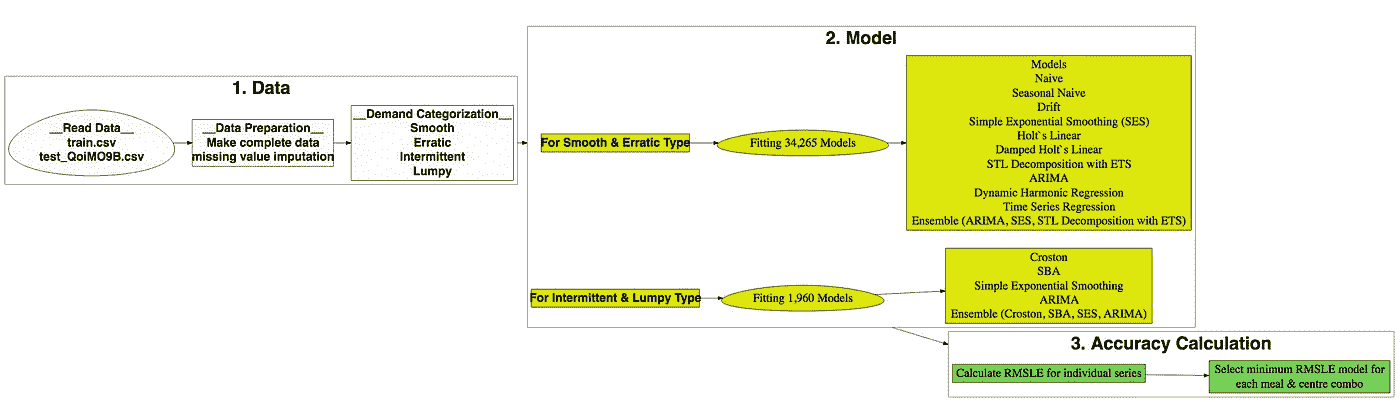 1. Data
__Read Data__
train.csv
test_QoiMO9B.csv
__Data Preparation__
Make complete data
missing value imputation
__Demand Categorization__
Smooth
Erratic
Intermittent
Lumpy
2. Model
For Smooth & Erratic Type
Fitting 34,265 Models
Models
Naive
Seasonal Naive
Drift
Simple Exponential Smoothing (SES)
Holt`s Linear
Damped Holt`s Linear
STL Decomposition with ETS
ARIMA
Dynamic Harmonic Regression
Time Series Regression
Ensemble (ARIMA, SES, STL Decomposition with ETS)
For Intermittent & Lumpy Type
Fitting 1,960 Models
Croston
SBA
Simple Exponential Smoothing
ARIMA
Ensemble (Croston, SBA, SES, ARIMA)
3. Accuracy Calculation
Calculate RMSLE for individual series
Select minimum RMSLE model for
each meal & centre combo